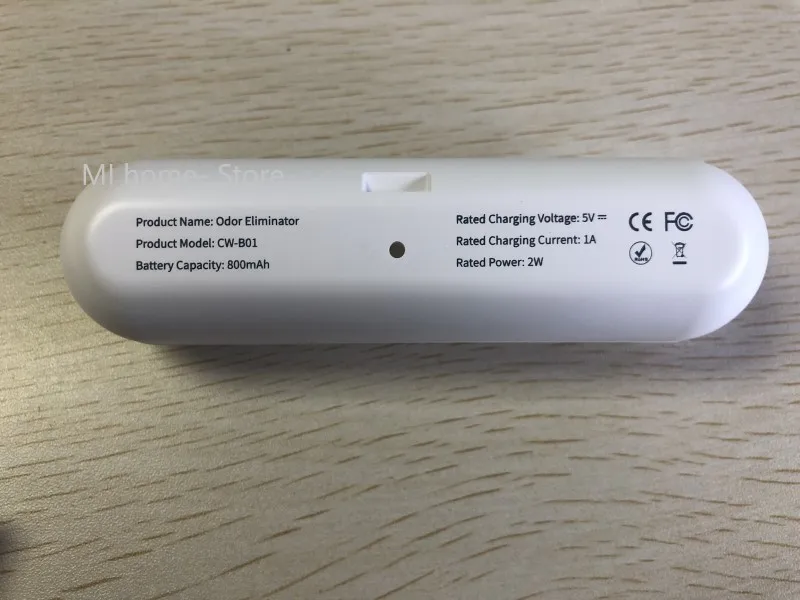 MI home- Store
Product Name: Odor Eliminator
Product Model: CW-B01
Battery Capacity: 800mAh
Rated Charging Voltage: 5V ⎓
Rated Charging Current: 1A
Rated Power: 2W
CE FC
RoHS